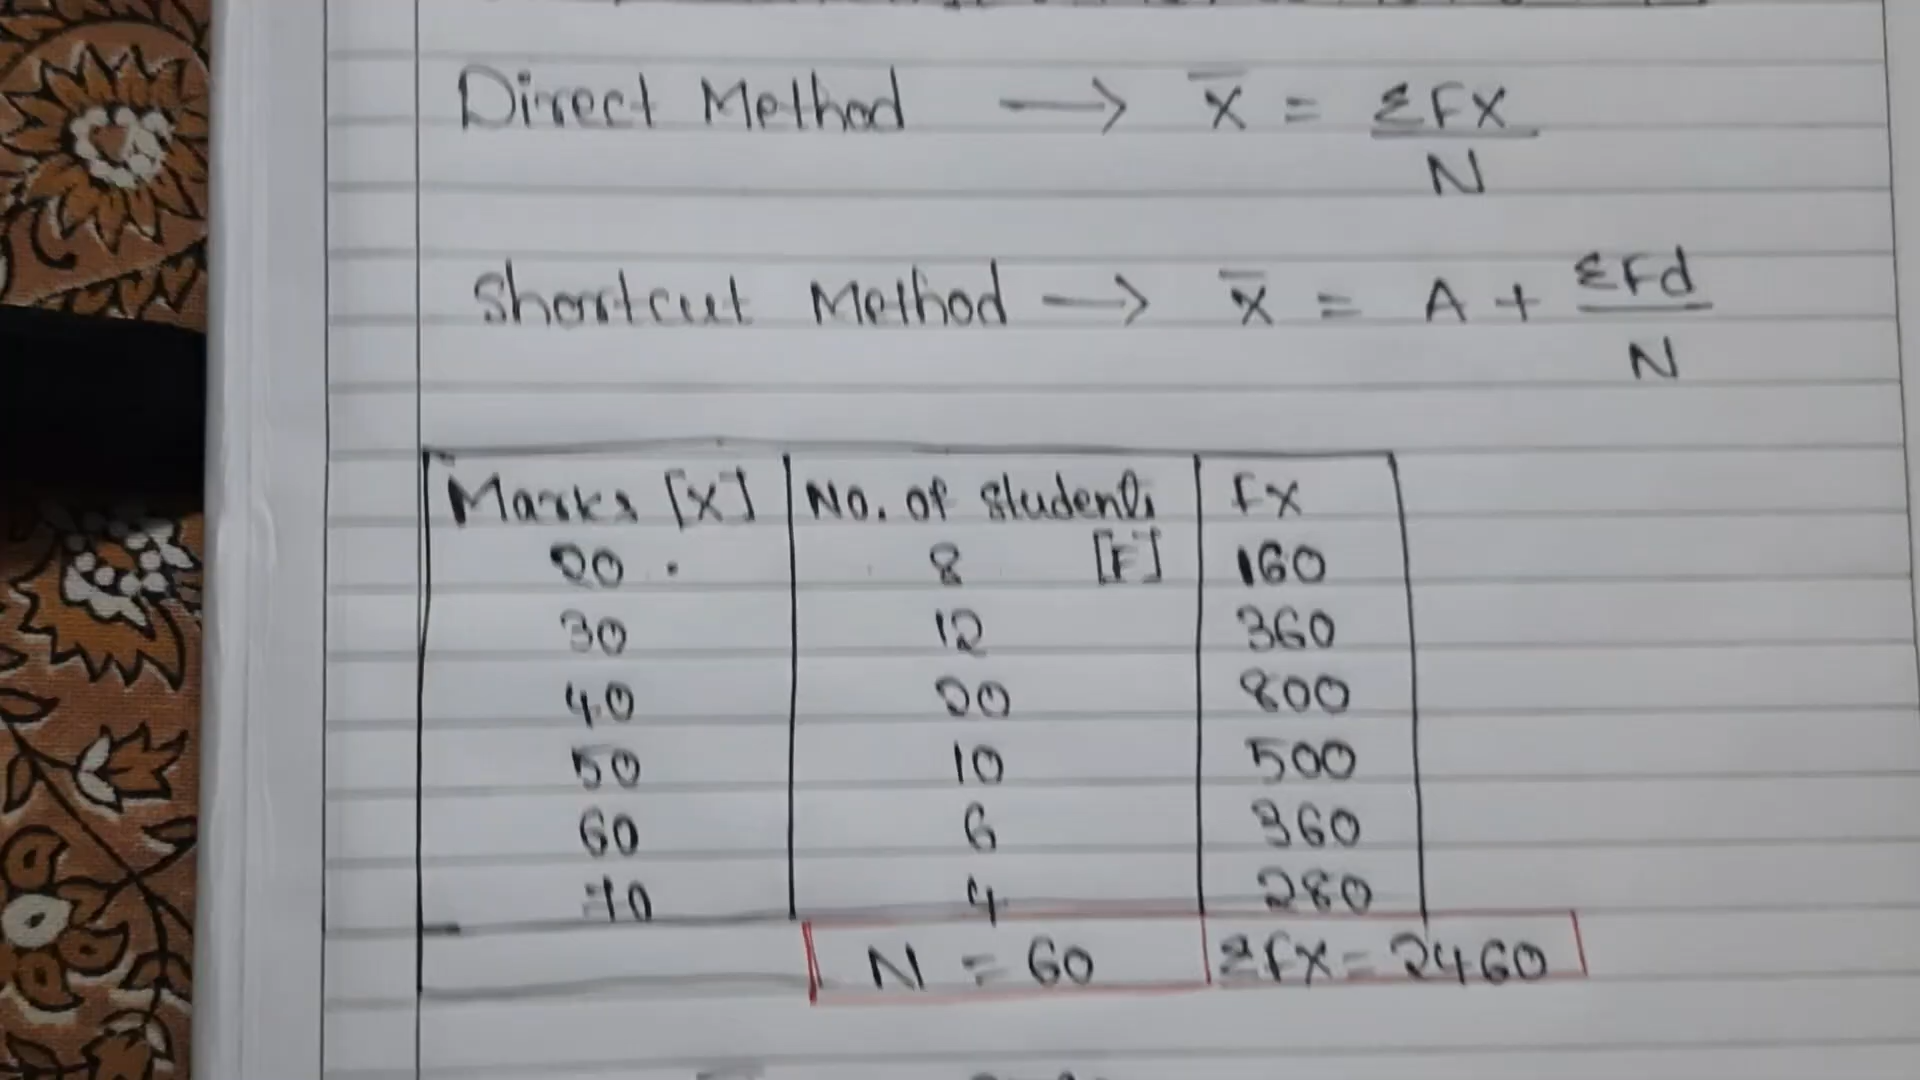 Direct Method → X̄ = ΣFX / N
Shortcut Method → X̄ = A + ΣFd / N
Marks [X] No. of students [F] FX
20 8 160
30 12 360
40 20 800
50 10 500
60 6 360
70 4 280
N = 60 ΣFX = 2460